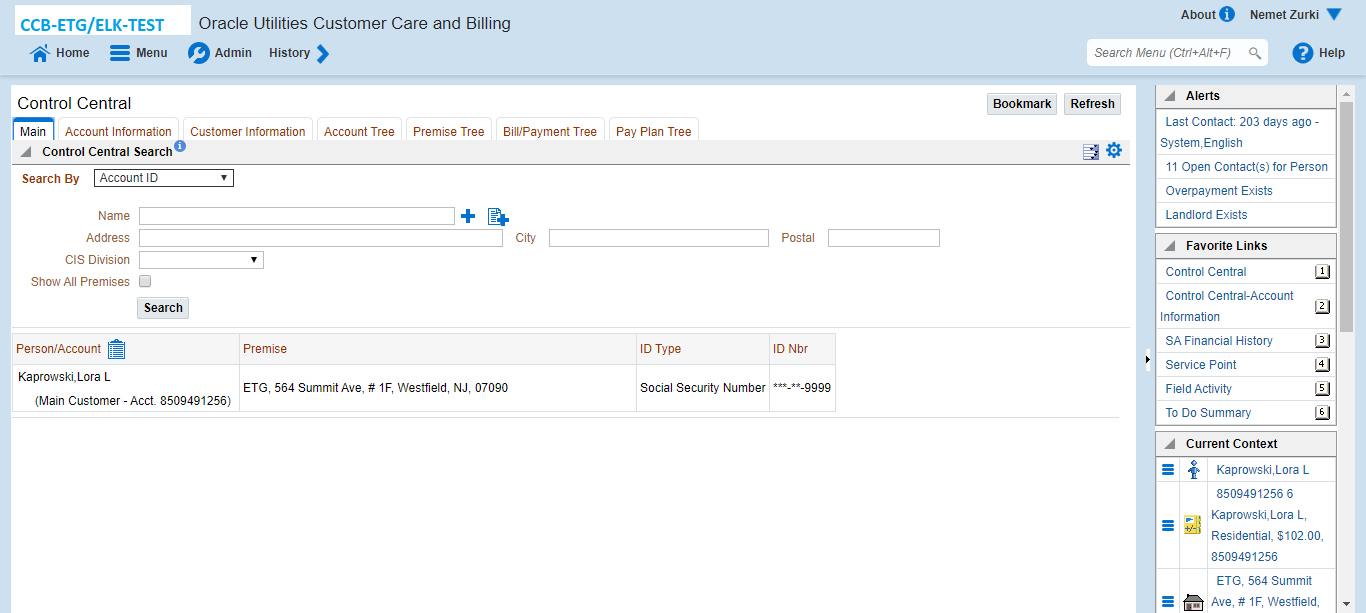 CCB-ETG/ELK-TEST Oracle Utilities Customer Care and Billing
About Nemet Zurki
Home Menu Admin History
Search Menu (Ctrl+Alt+F) Help
Control Central
Bookmark Refresh
Main Account Information Customer Information Account Tree Premise Tree Bill/Payment Tree Pay Plan Tree
Control Central Search
Search By Account ID
Name
Address City Postal
CIS Division
Show All Premises
Search
Person/Account Premise ID Type ID Nbr
Kaprowski,Lora L
(Main Customer - Acct. 8509491256) ETG, 564 Summit Ave, # 1F, Westfield, NJ, 07090 Social Security Number ***-**-9999
Alerts
Last Contact: 203 days ago -
System,English
11 Open Contact(s) for Person
Overpayment Exists
Landlord Exists
Favorite Links
Control Central 1
Control Central-Account
Information 2
SA Financial History 3
Service Point 4
Field Activity 5
To Do Summary 6
Current Context
Kaprowski,Lora L
8509491256 6
Kaprowski,Lora L,
Residential, $102.00,
8509491256
ETG, 564 Summit
Ave, # 1F, Westfield,